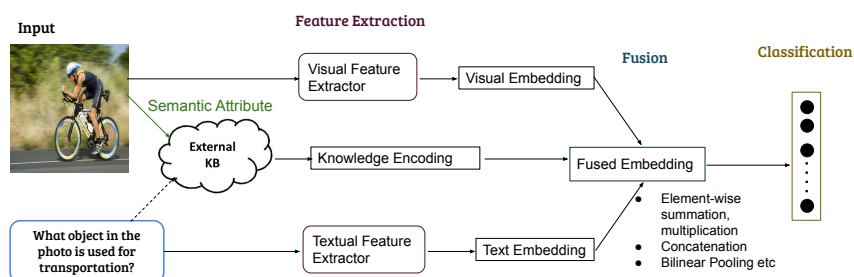 Input
Feature Extraction
Classification
Fusion
Visual Feature
Extractor
Visual Embedding
Semantic Attribute
External
KB
Knowledge Encoding
Fused Embedding
What object in the
photo is used for
transportation?
Textual Feature
Extractor
Text Embedding
● Element-wise
summation,
multiplication
● Concatenation
● Bilinear Pooling etc